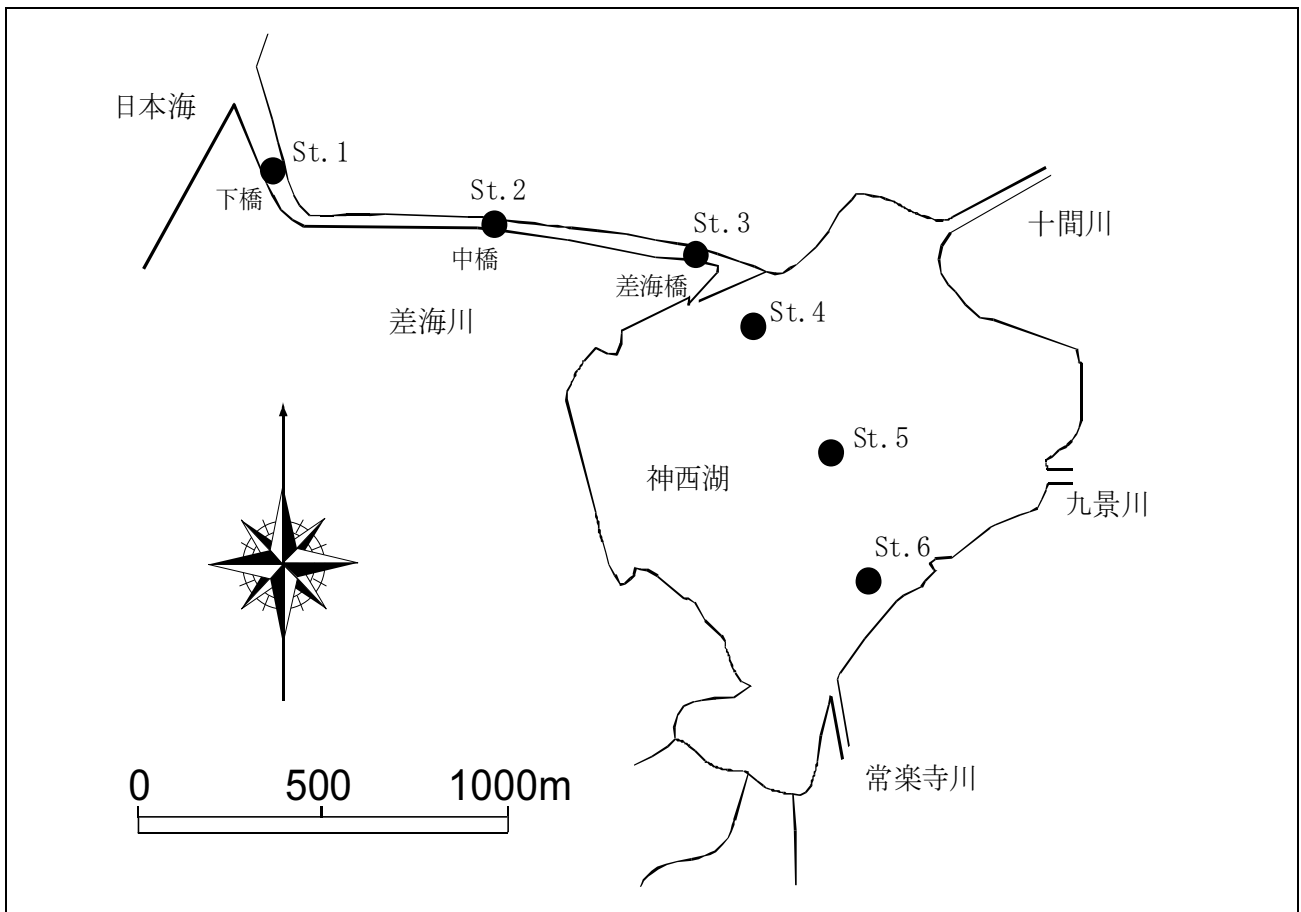 日本海
St. 1
下橋
St. 2
中橋
St. 3
差海橋
十間川
差海川
St. 4
St. 5
神西湖
九景川
St. 6
常楽寺川
0 500 1000m